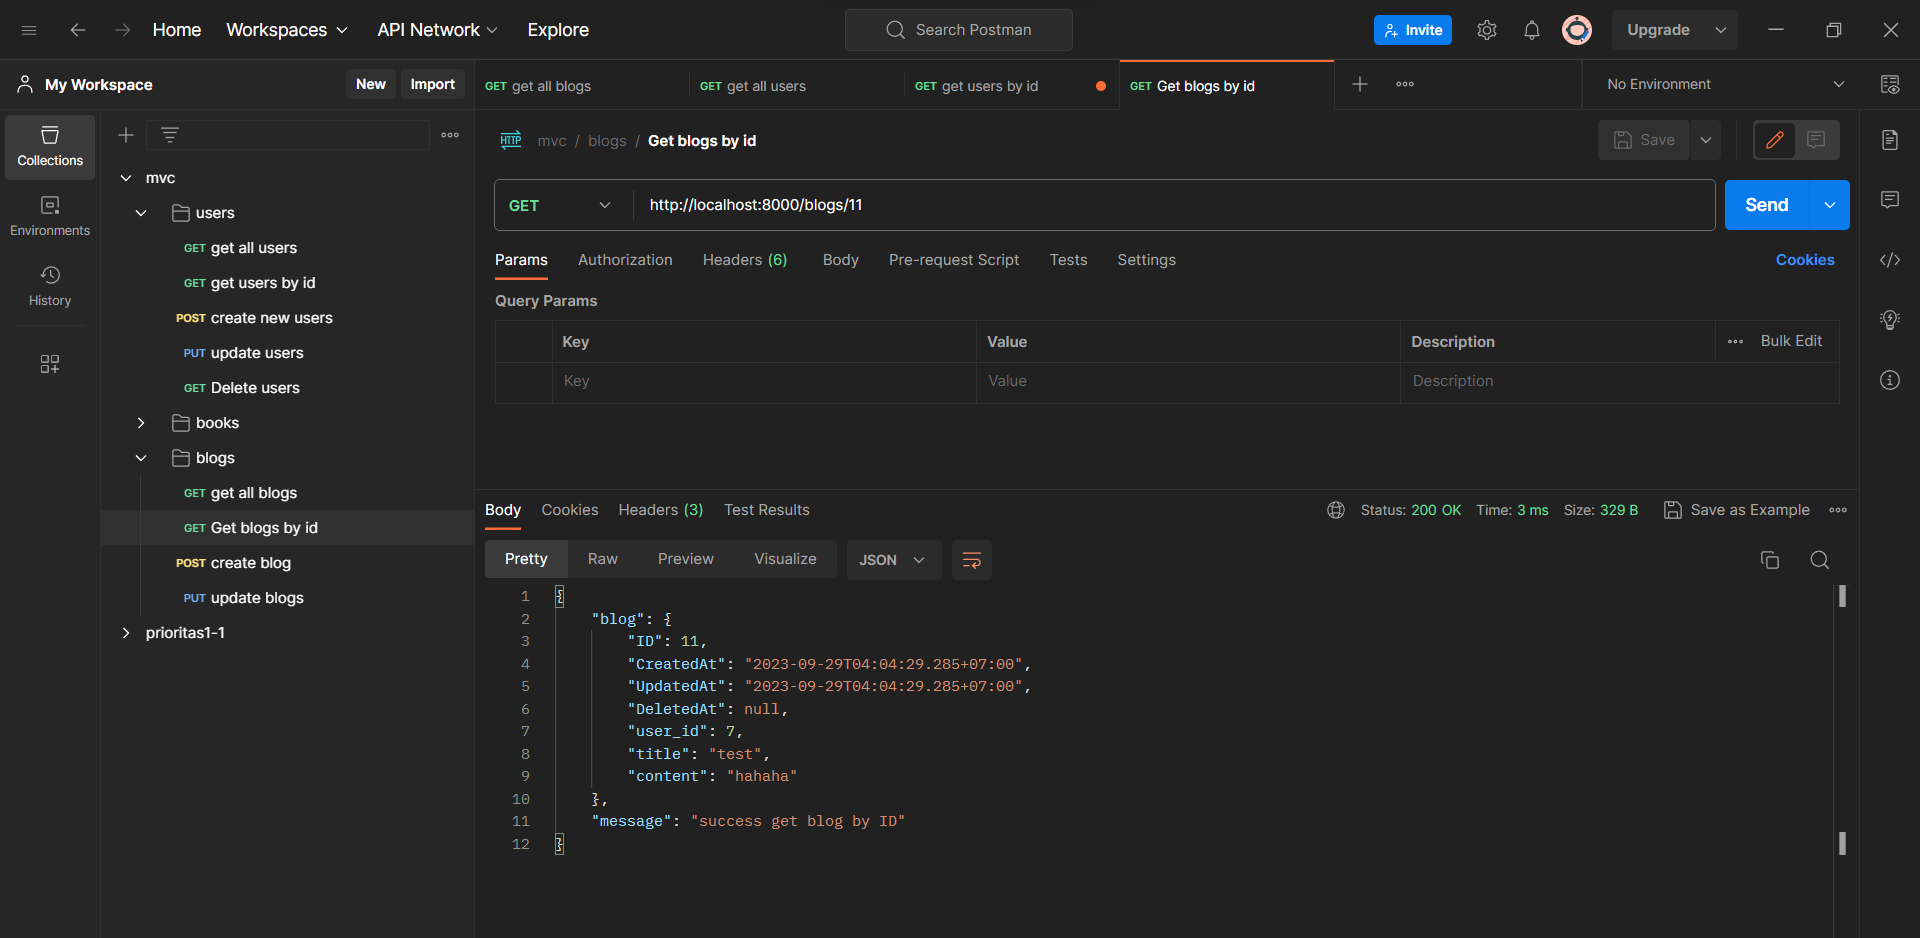 Home Workspaces API Network Explore Search Postman Invite Upgrade
My Workspace New Import GET get all blogs GET get all users GET get users by id GET Get blogs by id No Environment
Collections
Environments
History
mvc
users
GET get all users
GET get users by id
POST create new users
PUT update users
GET Delete users
books
blogs
GET get all blogs
GET Get blogs by id
POST create blog
PUT update blogs
prioritas1-1
HTTP mvc / blogs / Get blogs by id Save
GET http://localhost:8000/blogs/11 Send
Params Authorization Headers (6) Body Pre-request Script Tests Settings Cookies
Query Params
Key Value Description Bulk Edit
Key Value Description
Body Cookies Headers (3) Test Results Status: 200 OK Time: 3 ms Size: 329 B Save as Example
Pretty Raw Preview Visualize JSON
1 {
2 "blog": {
3 "ID": 11,
4 "CreatedAt": "2023-09-29T04:04:29.285+07:00",
5 "UpdatedAt": "2023-09-29T04:04:29.285+07:00",
6 "DeletedAt": null,
7 "user_id": 7,
8 "title": "test",
9 "content": "hahaha"
10 },
11 "message": "success get blog by ID"
12 }